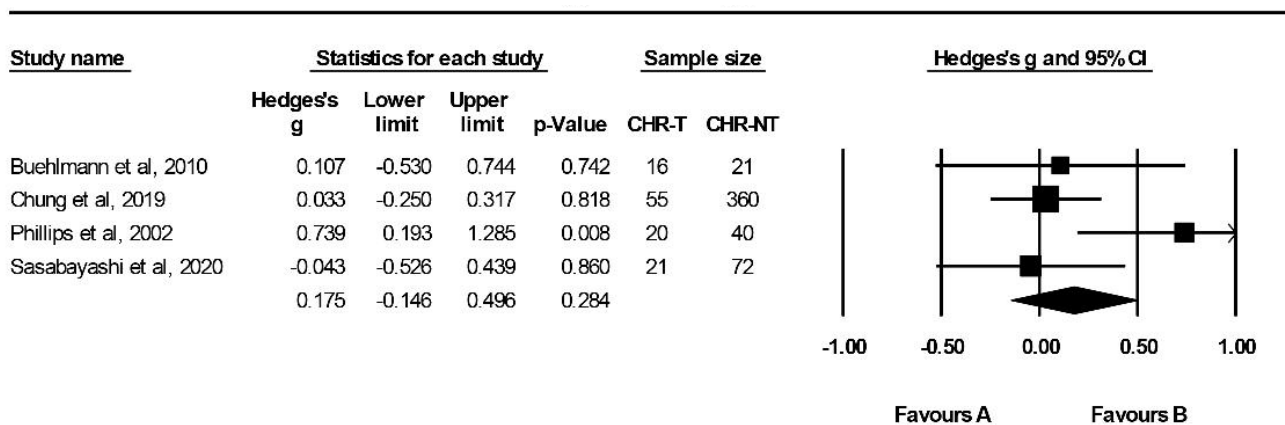 Study name Statistics for each study Sample size Hedges's g and 95% CI
Hedges's g Lower limit Upper limit p-Value CHR-T CHR-NT
Buehlmann et al, 2010 0.107 -0.530 0.744 0.742 16 21
Chung et al, 2019 0.033 -0.250 0.317 0.818 55 360
Phillips et al, 2002 0.739 0.193 1.285 0.008 20 40
Sasabayashi et al, 2020 -0.043 -0.526 0.439 0.860 21 72
0.175 -0.146 0.496 0.284
-1.00 -0.50 0.00 0.50 1.00
Favours A Favours B